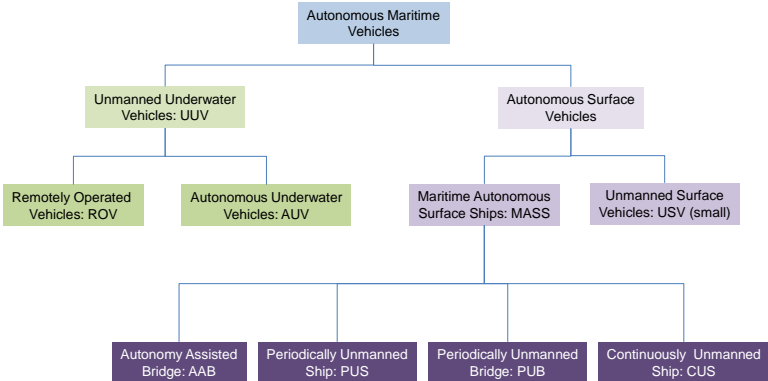 Autonomous Maritime
Vehicles
Unmanned Underwater
Vehicles: UUV
Autonomous Surface
Vehicles
Remotely Operated
Vehicles: ROV
Autonomous Underwater
Vehicles: AUV
Maritime Autonomous
Surface Ships: MASS
Unmanned Surface
Vehicles: USV (small)
Autonomy Assisted
Bridge: AAB
Periodically Unmanned
Ship: PUS
Periodically Unmanned
Bridge: PUB
Continuously Unmanned
Ship: CUS